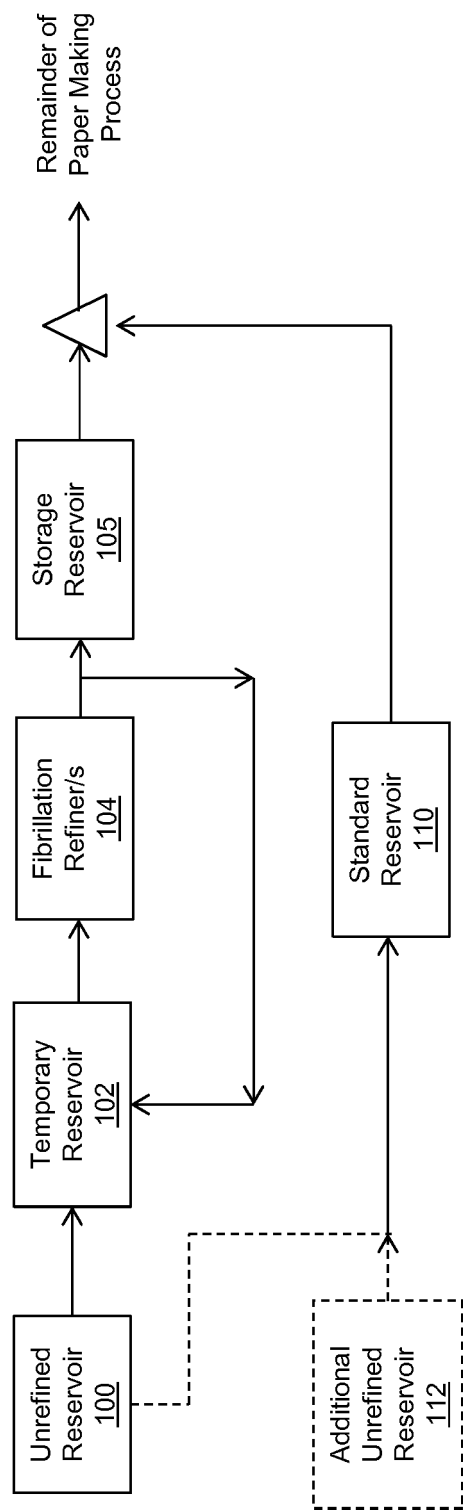 Unrefined
Reservoir
100
Temporary
Reservoir
102
Fibrillation
Refiner/s
104
Storage
Reservoir
105
Remainder of
Paper Making
Process
Additional
Unrefined
Reservoir
112
Standard
Reservoir
110